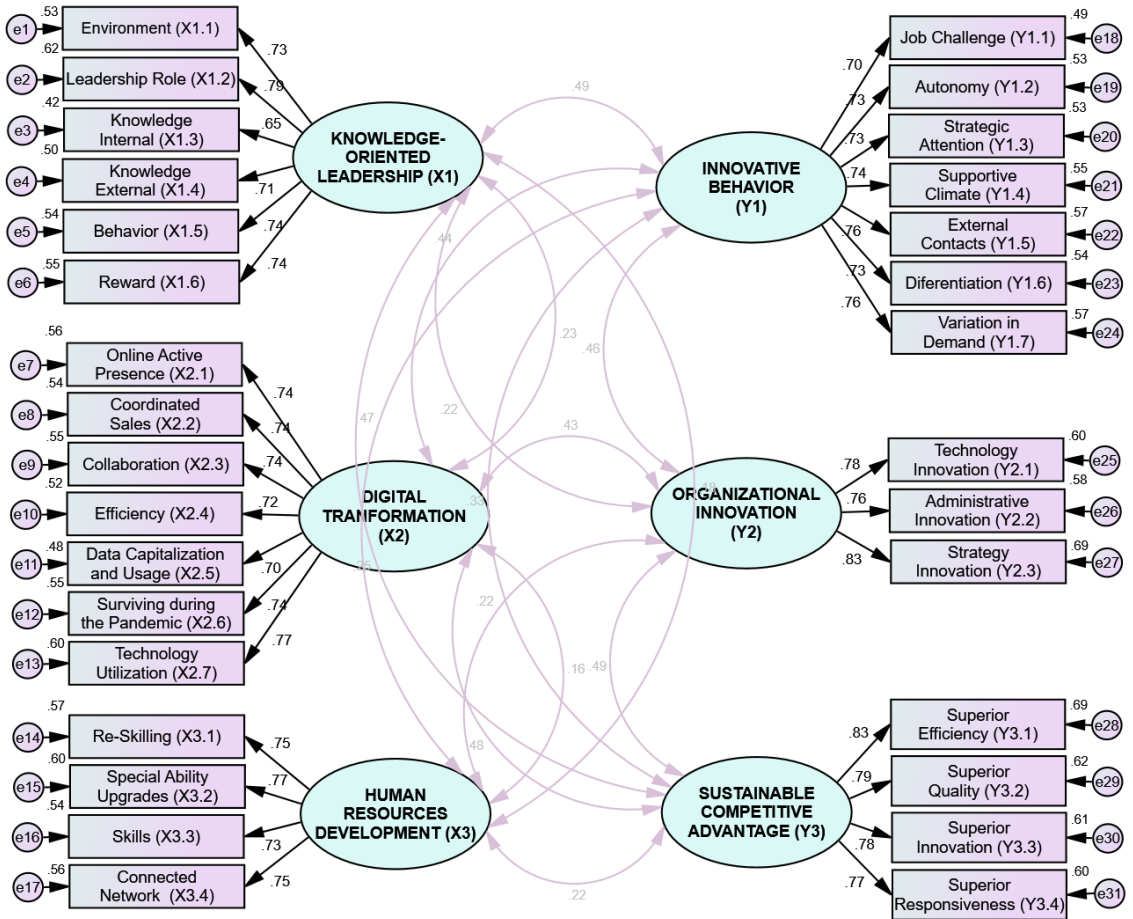 .53
e1
Environment (X1.1)
.73
.62
e2
Leadership Role (X1.2)
.79
.42
e3
Knowledge
Internal (X1.3)
.65
.50
e4
Knowledge
External (X1.4)
.71
.54
e5
Behavior (X1.5)
.74
.55
e6
Reward (X1.6)
.74
KNOWLEDGE-
ORIENTED
LEADERSHIP (X1)
.56
e7
Online Active
Presence (X2.1)
.74
.54
e8
Coordinated
Sales (X2.2)
.74
.55
e9
Collaboration (X2.3)
.74
.52
e10
Efficiency (X2.4)
.72
.48
e11
Data Capitalization
and Usage (X2.5)
.70
.55
e12
Surviving during
the Pandemic (X2.6)
.74
.60
e13
Technology
Utilization (X2.7)
.77
DIGITAL
TRANFORMATION
(X2)
.57
e14
Re-Skilling (X3.1)
.75
.60
e15
Special Ability
Upgrades (X3.2)
.77
.54
e16
Skills (X3.3)
.73
.56
e17
Connected
Network (X3.4)
.75
HUMAN
RESOURCES
DEVELOPMENT (X3)
.49
.44
.23
.46
.47
.22
.43
.33
.18
.22
.16
.49
.48
.22
INNOVATIVE
BEHAVIOR
(Y1)
.70
Job Challenge (Y1.1)
.49
e18
.73
Autonomy (Y1.2)
.53
e19
.73
Strategic
Attention (Y1.3)
.53
e20
.74
Supportive
Climate (Y1.4)
.55
e21
.76
External
Contacts (Y1.5)
.57
e22
.73
Diferentiation (Y1.6)
.54
e23
.76
Variation in
Demand (Y1.7)
.57
e24
ORGANIZATIONAL
INNOVATION
(Y2)
.78
Technology
Innovation (Y2.1)
.60
e25
.76
Administrative
Innovation (Y2.2)
.58
e26
.83
Strategy
Innovation (Y2.3)
.69
e27
SUSTAINABLE
COMPETITIVE
ADVANTAGE (Y3)
.83
Superior
Efficiency (Y3.1)
.69
e28
.79
Superior
Quality (Y3.2)
.62
e29
.78
Superior
Innovation (Y3.3)
.61
e30
.77
Superior
Responsiveness (Y3.4)
.60
e31